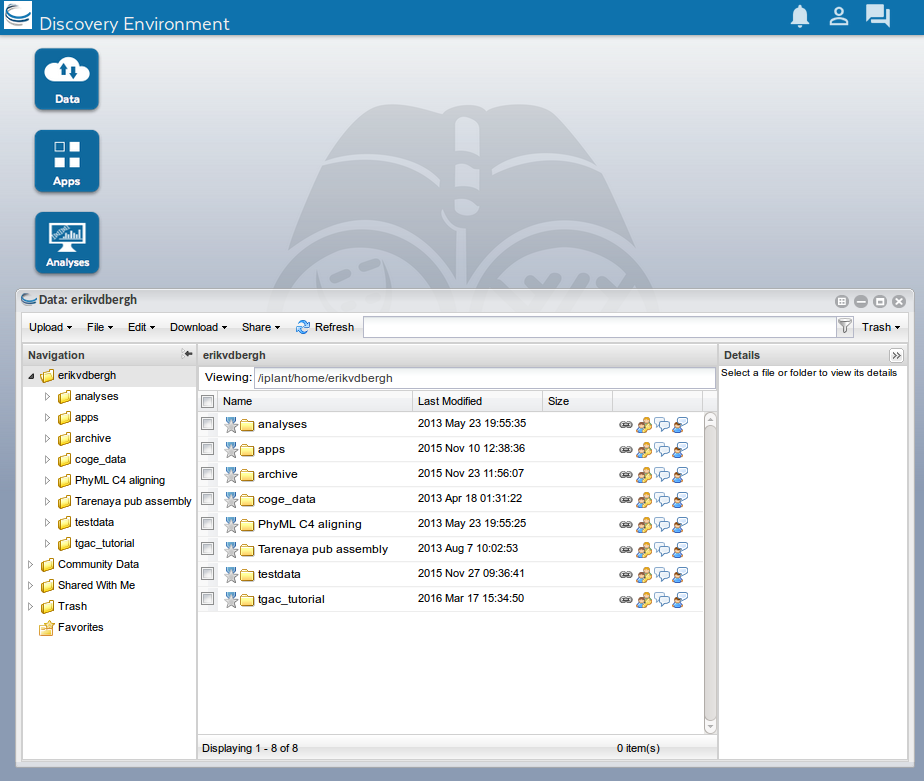 Discovery Environment
Data
Apps
Analyses
Data: erikvdbergh
Upload File Edit Download Share Refresh Trash
Navigation
erikvdbergh
analyses
apps
archive
coge_data
PhyML C4 aligning
Tarenaya pub assembly
testdata
tgac_tutorial
Community Data
Shared With Me
Trash
Favorites
erikvdbergh
Viewing: /iplant/home/erikvdbergh
Name Last Modified Size
analyses 2013 May 23 19:55:35
apps 2015 Nov 10 12:38:36
archive 2015 Nov 23 11:56:07
coge_data 2013 Apr 18 01:31:22
PhyML C4 aligning 2013 May 23 19:55:25
Tarenaya pub assembly 2013 Aug 7 10:02:53
testdata 2015 Nov 27 09:36:41
tgac_tutorial 2016 Mar 17 15:34:50
Displaying 1 - 8 of 8 0 item(s)
Details
Select a file or folder to view its details